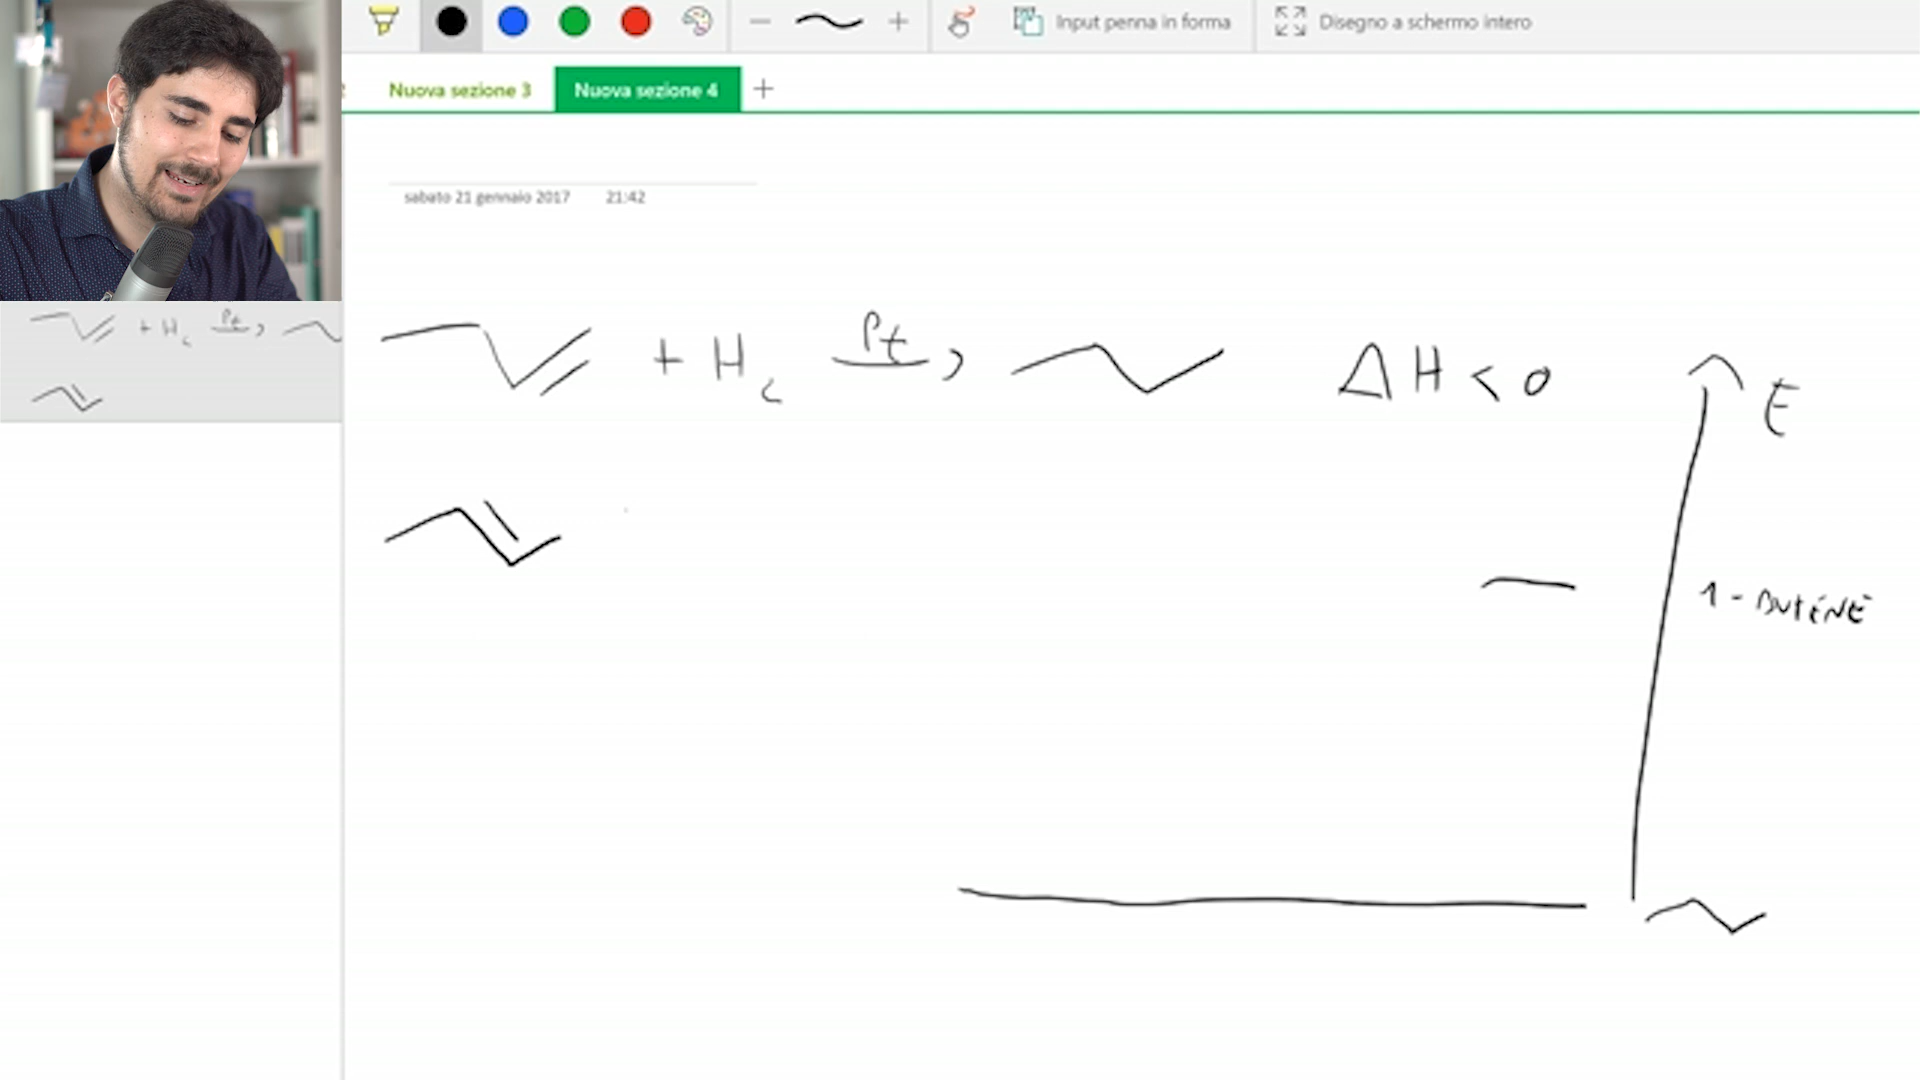 Input penna in forma
Disegno a schermo intero
Nuova sezione 3
Nuova sezione 4
sabato 21 gennaio 2017 21:42
+ H2 Pt
ΔH < 0
E
1-BUTENE